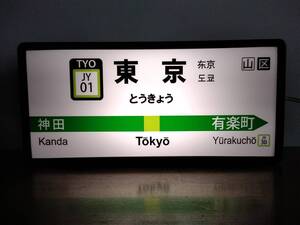 TYO
JY
01
東京
とうきょう
东京
도쿄
山 区
神田
有楽町
Kanda
Tōkyō
Yūrakuchō